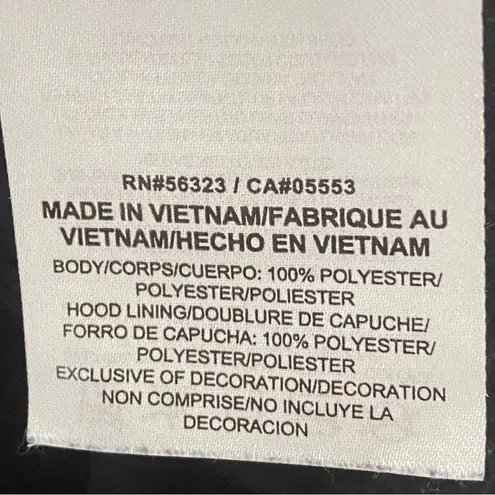 RN#56323 / CA#05553
MADE IN VIETNAM/FABRIQUE AU
VIETNAM/HECHO EN VIETNAM
BODY/CORPS/CUERPO: 100% POLYESTER/
POLYESTER/POLIESTER
HOOD LINING/DOUBLURE DE CAPUCHE/
FORRO DE CAPUCHA: 100% POLYESTER/
POLYESTER/POLIESTER
EXCLUSIVE OF DECORATION/DECORATION
NON COMPRISE/NO INCLUYE LA
DECORACION